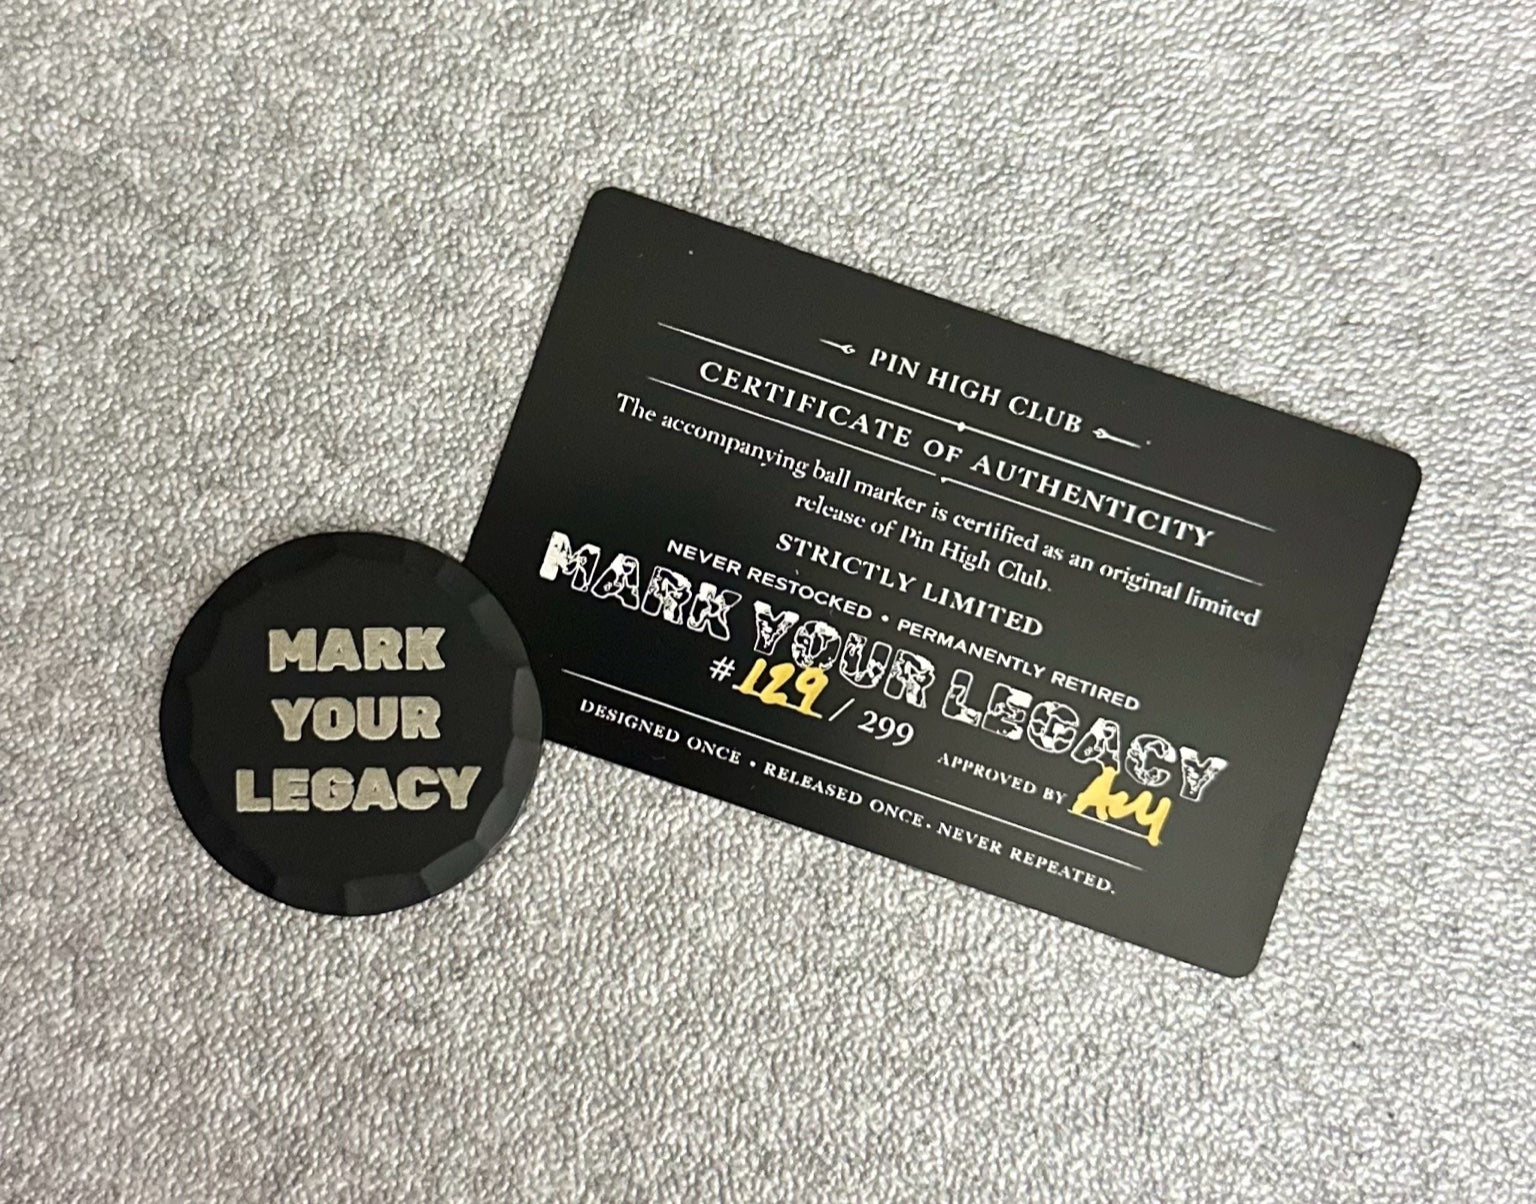 MARK
YOUR
LEGACY
PIN HIGH CLUB
CERTIFICATE OF AUTHENTICITY
The accompanying ball marker is certified as an original limited
release of Pin High Club.
STRICTLY LIMITED
NEVER RESTOCKED • PERMANENTLY RETIRED
MARK YOUR LEGACY
# 129 / 299
APPROVED BY
DESIGNED ONCE • RELEASED ONCE • NEVER REPEATED.